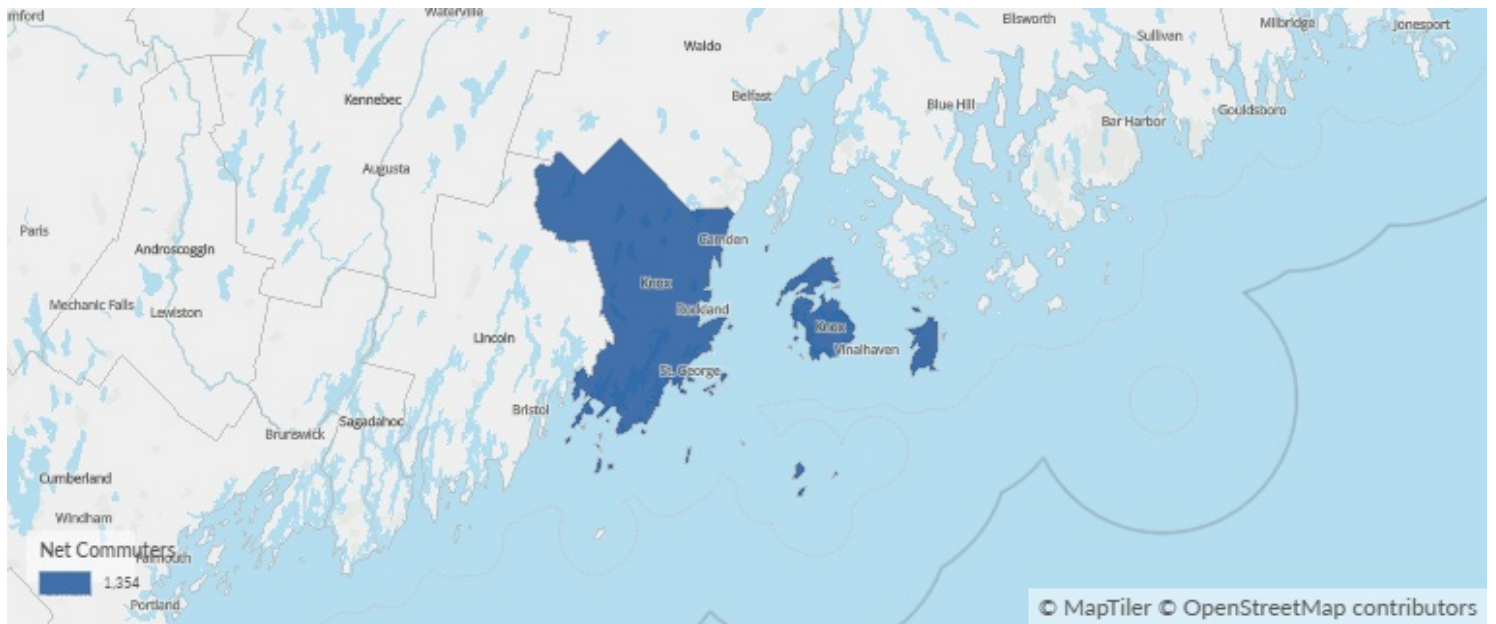 mford
Waterville
Waldo
Ellsworth
Sullivan
Milbridge
Jonesport
Kennebec
Belfast
Blue Hill
Gouldsboro
Bar Harbor
Augusta
Paris
Androscoggin
Camden
Knox
Mechanic Falls
Lewiston
Rockland
Knox
Lincoln
Vinalhaven
St. George
Bristol
Sagadahoc
Brunswick
Cumberland
Windham
Net Commuters
Falmouth
1,354
Portland
© MapTiler © OpenStreetMap contributors